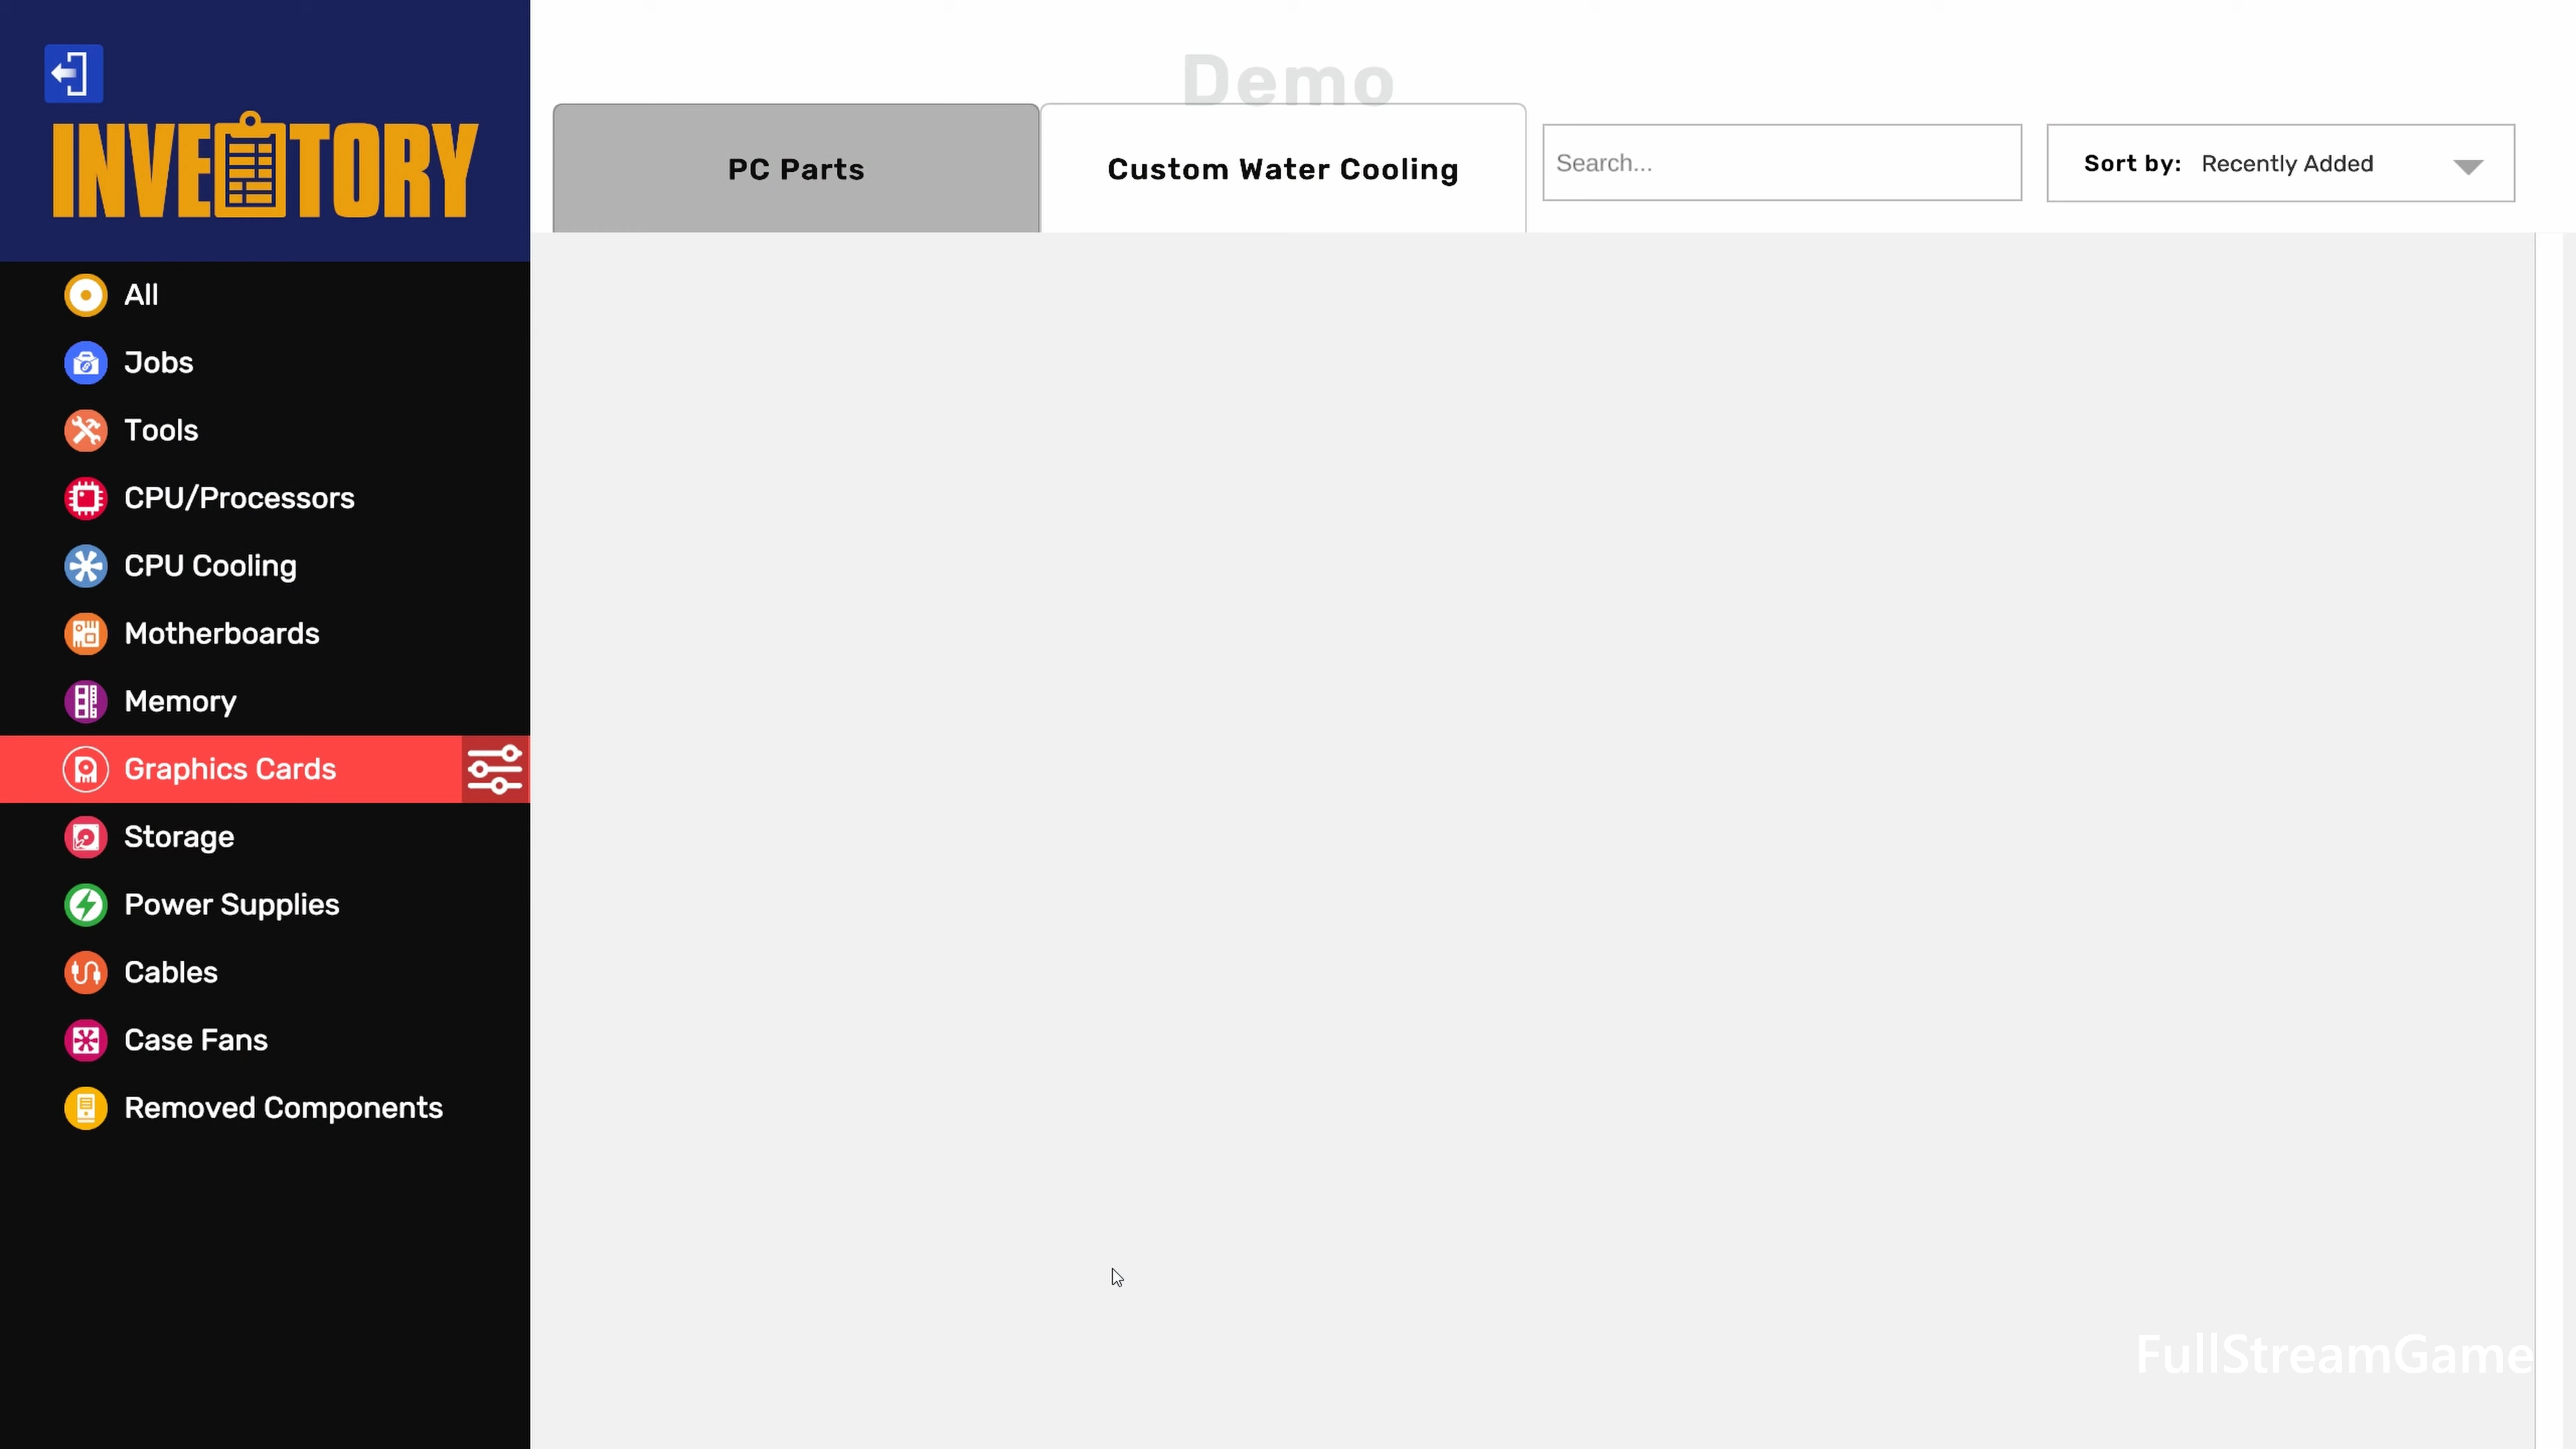 Demo
INVENTORY
PC Parts
Custom Water Cooling
Search...
Sort by: Recently Added
All
Jobs
Tools
CPU/Processors
CPU Cooling
Motherboards
Memory
Graphics Cards
Storage
Power Supplies
Cables
Case Fans
Removed Components
FullStreamGame